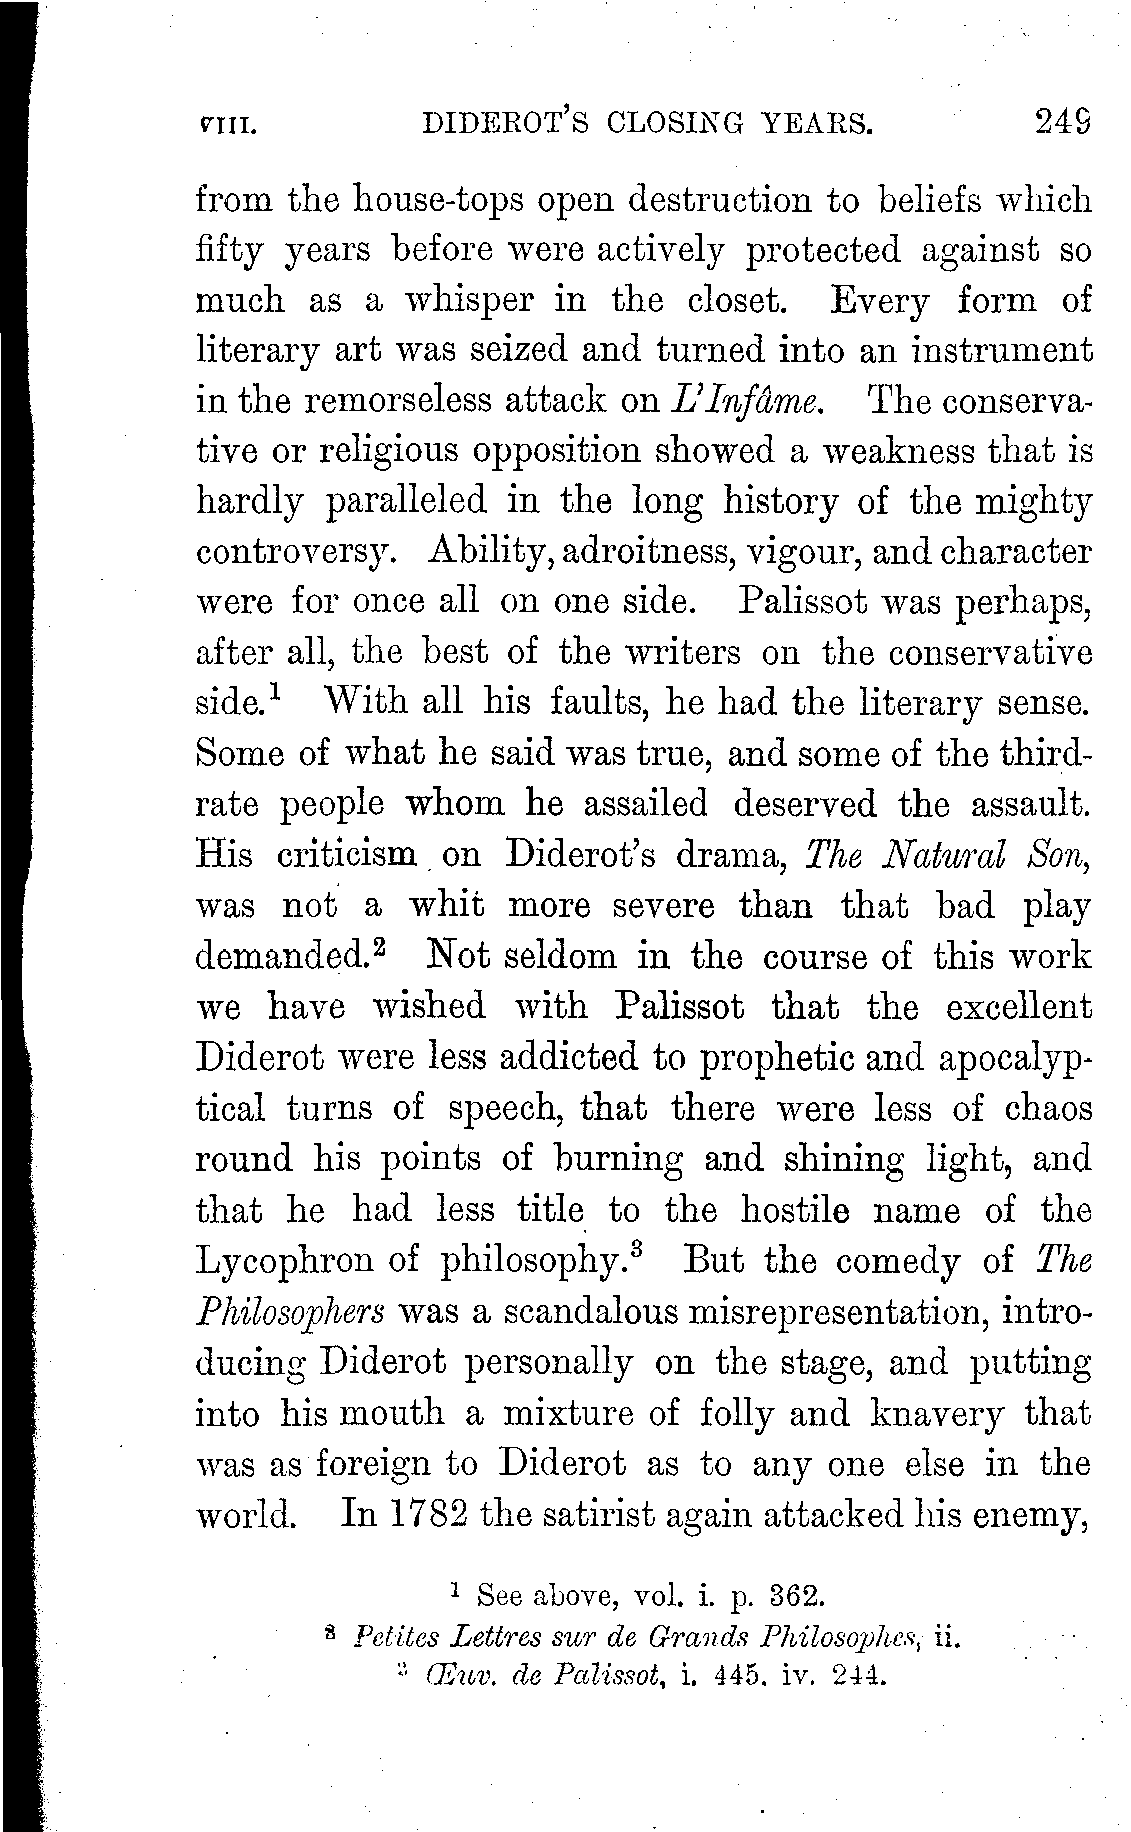 VIII. DIDEROT'S CLOSING YEARS. 249
from the house-tops open destruction to beliefs which
fifty years before were actively protected against so
much as a whisper in the closet. Every form of
literary art was seized and turned into an instrument
in the remorseless attack on L'Infâme. The conserva-
tive or religious opposition showed a weakness that is
hardly paralleled in the long history of the mighty
controversy. Ability, adroitness, vigour, and character
were for once all on one side. Palissot was perhaps,
after all, the best of the writers on the conservative
side.¹ With all his faults, he had the literary sense.
Some of what he said was true, and some of the third-
rate people whom he assailed deserved the assault.
His criticism on Diderot's drama, The Natural Son,
was not a whit more severe than that bad play
demanded.² Not seldom in the course of this work
we have wished with Palissot that the excellent
Diderot were less addicted to prophetic and apocalyp-
tical turns of speech, that there were less of chaos
round his points of burning and shining light, and
that he had less title to the hostile name of the
Lycophron of philosophy.³ But the comedy of The
Philosophers was a scandalous misrepresentation, intro-
ducing Diderot personally on the stage, and putting
into his mouth a mixture of folly and knavery that
was as foreign to Diderot as to any one else in the
world. In 1782 the satirist again attacked his enemy,
¹ See above, vol. i. p. 362.
² Petites Lettres sur de Grands Philosophes, ii.
³ Œuv. de Palissot, i. 445. iv. 244.